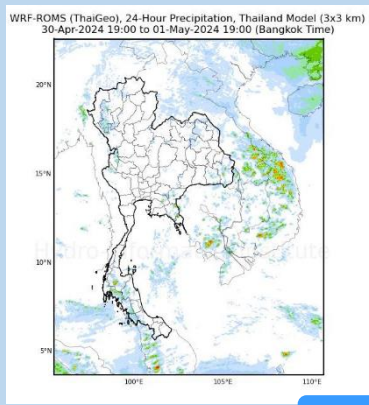 WRF-ROMS (ThaiGeo), 24-Hour Precipitation, Thailand Model (3x3 km)
30-Apr-2024 19:00 to 01-May-2024 19:00 (Bangkok Time)
20°N
15°N
10°N
5°N
100°E
105°E
110°E